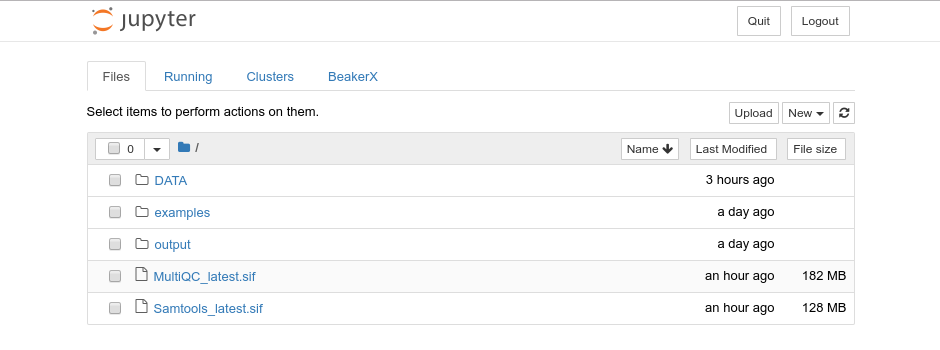 jupyter
Quit Logout
Files Running Clusters BeakerX
Select items to perform actions on them.
Upload New
0 / Name Last Modified File size
DATA 3 hours ago
examples a day ago
output a day ago
MultiQC_latest.sif an hour ago 182 MB
Samtools_latest.sif an hour ago 128 MB